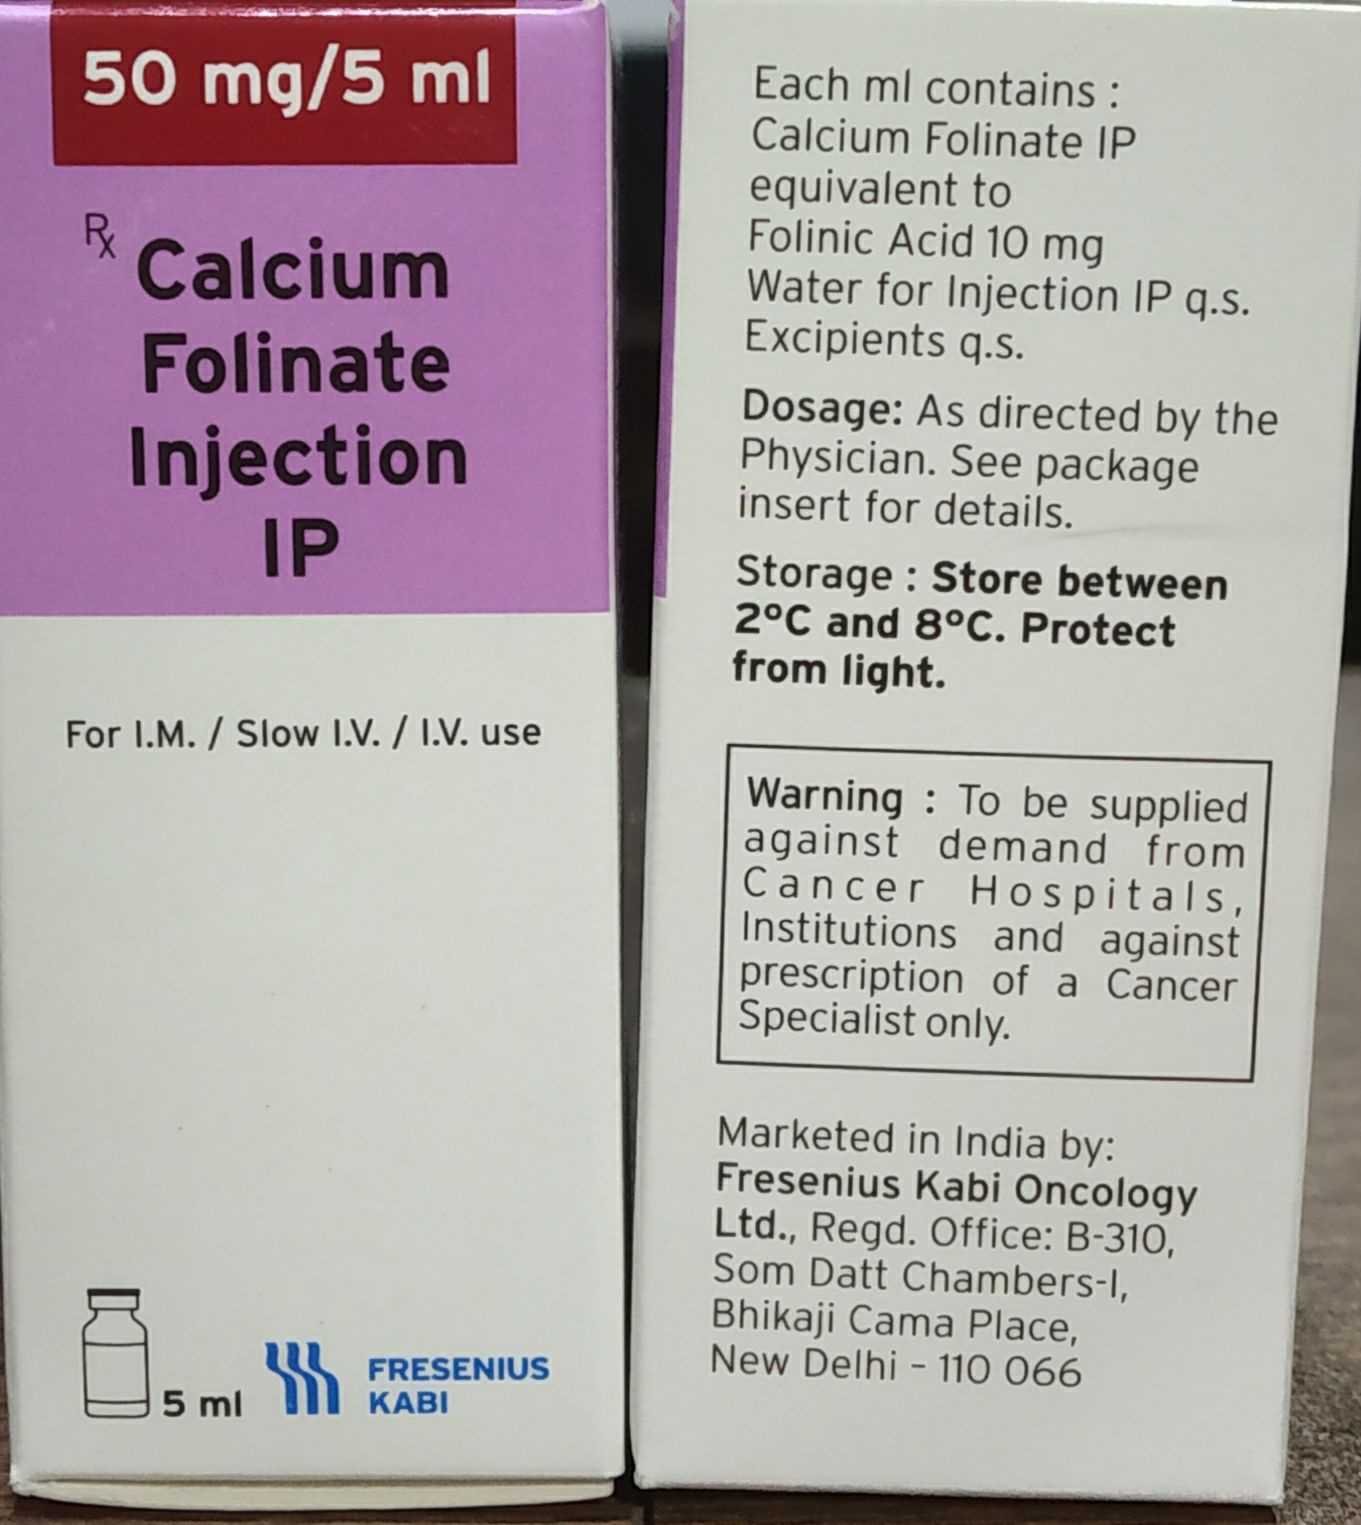 50 mg/5 ml
Rx Calcium
Folinate
Injection
IP
For I.M. / Slow I.V. / I.V. use
5 ml
FRESENIUS
KABI
Each ml contains :
Calcium Folinate IP
equivalent to
Folinic Acid 10 mg
Water for Injection IP q.s.
Excipients q.s.
Dosage: As directed by the
Physician. See package
insert for details.
Storage : Store between
2°C and 8°C. Protect
from light.
Warning : To be supplied
against demand from
Cancer Hospitals,
Institutions and against
prescription of a Cancer
Specialist only.
Marketed in India by:
Fresenius Kabi Oncology
Ltd., Regd. Office: B-310,
Som Datt Chambers-I,
Bhikaji Cama Place,
New Delhi - 110 066